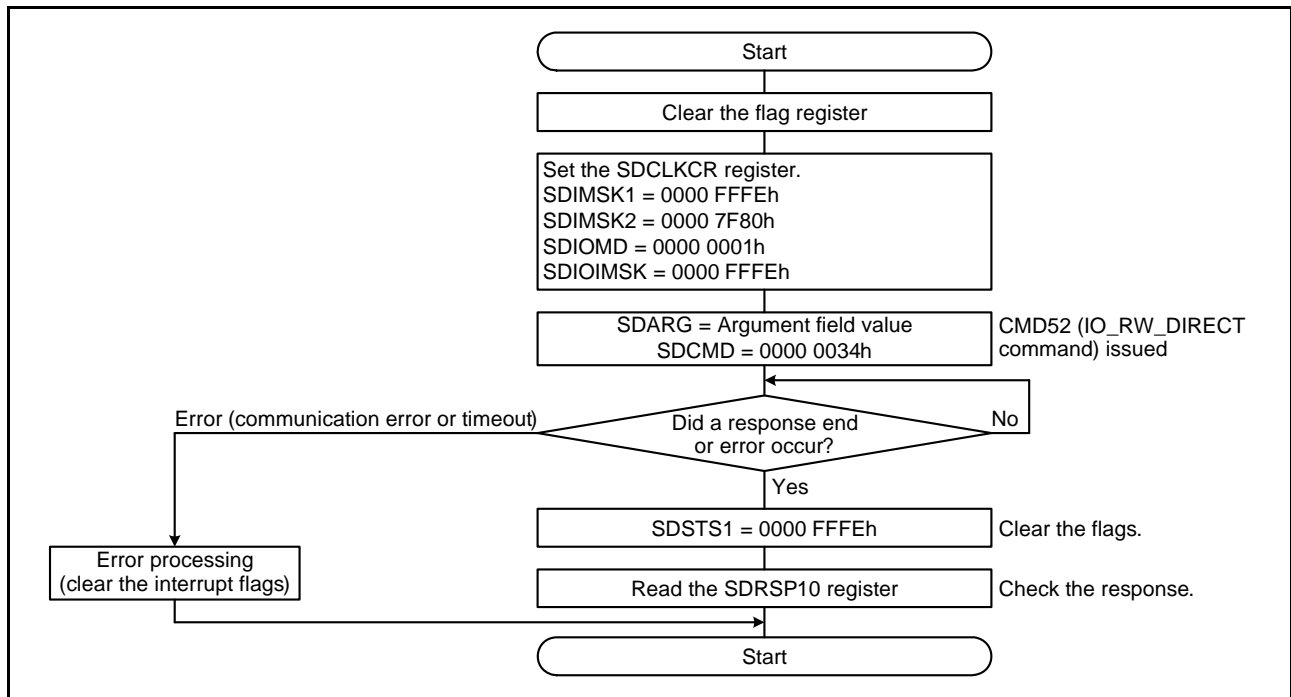 Start
Clear the flag register
Set the SDCLKCR register.
SDIMSK1 = 0000 FFFEh
SDIMSK2 = 0000 7F80h
SDIOMD = 0000 0001h
SDIOIMSK = 0000 FFFEh
SDARG = Argument field value
SDCMD = 0000 0034h
CMD52 (IO_RW_DIRECT
command) issued
Error (communication error or timeout)
Did a response end
or error occur?
No
Yes
SDSTS1 = 0000 FFFEh
Clear the flags.
Error processing
(clear the interrupt flags)
Read the SDRSP10 register
Check the response.
Start